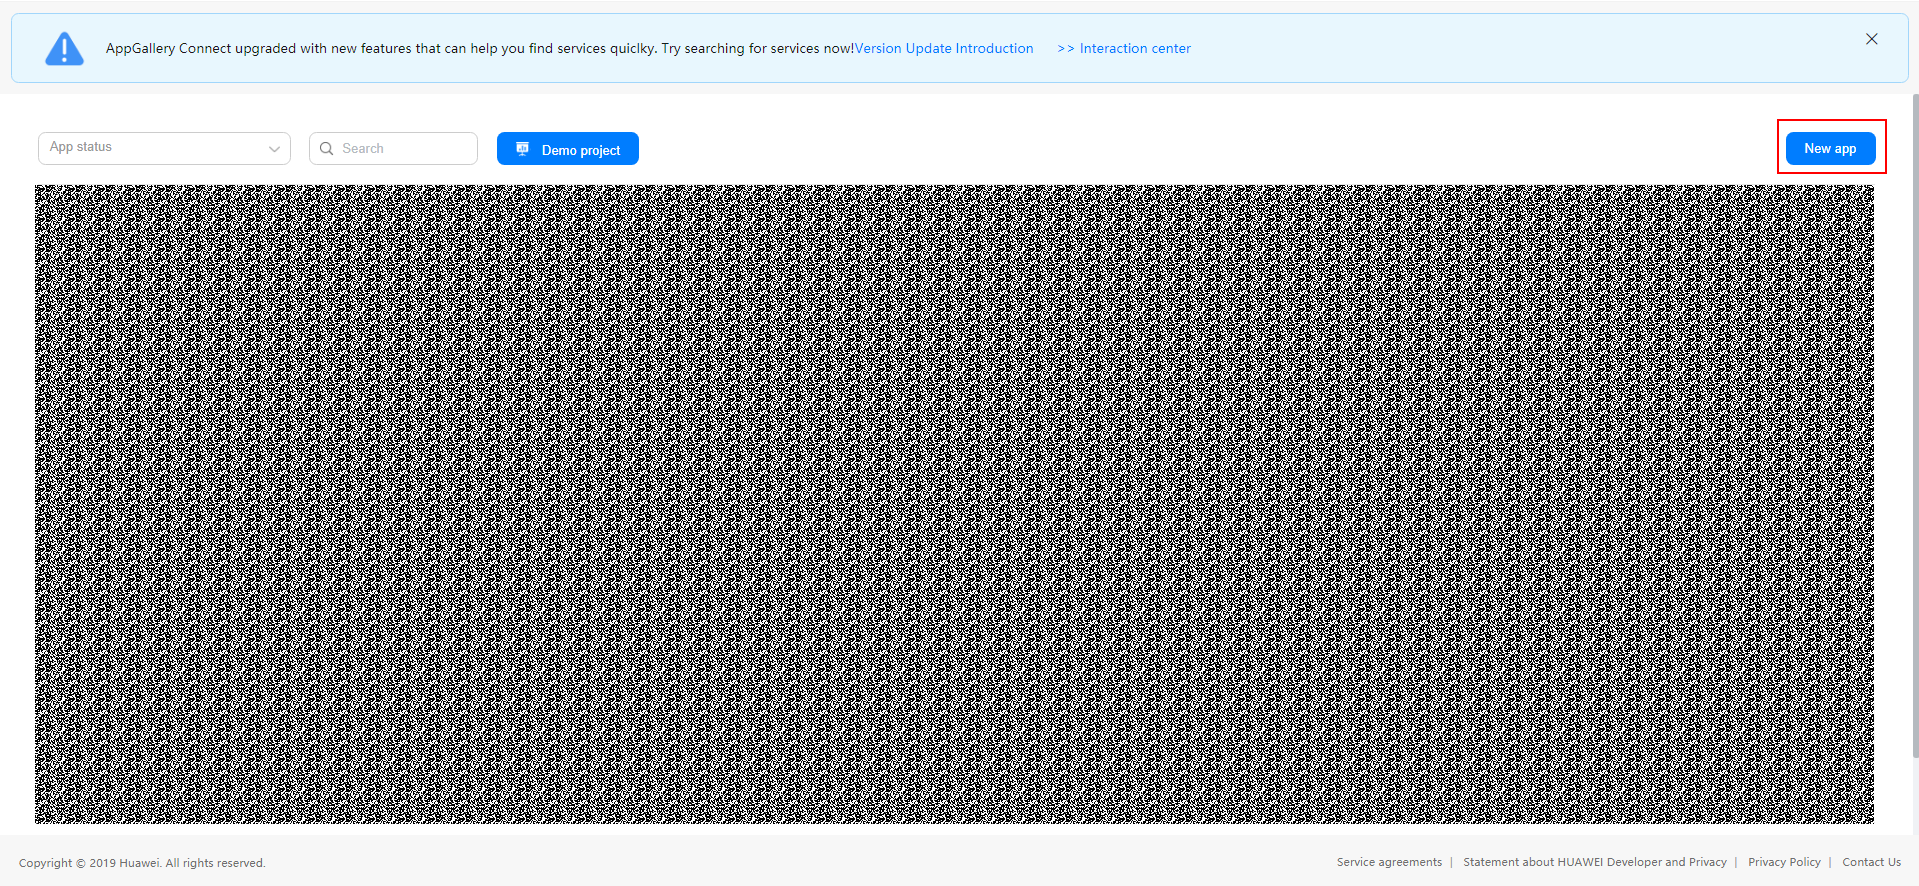 AppGallery Connect upgraded with new features that can help you find services quiclky. Try searching for services now!Version Update Introduction >> Interaction center
App status Search Demo project New app
Copyright © 2019 Huawei. All rights reserved. Service agreements | Statement about HUAWEI Developer and Privacy | Privacy Policy | Contact Us